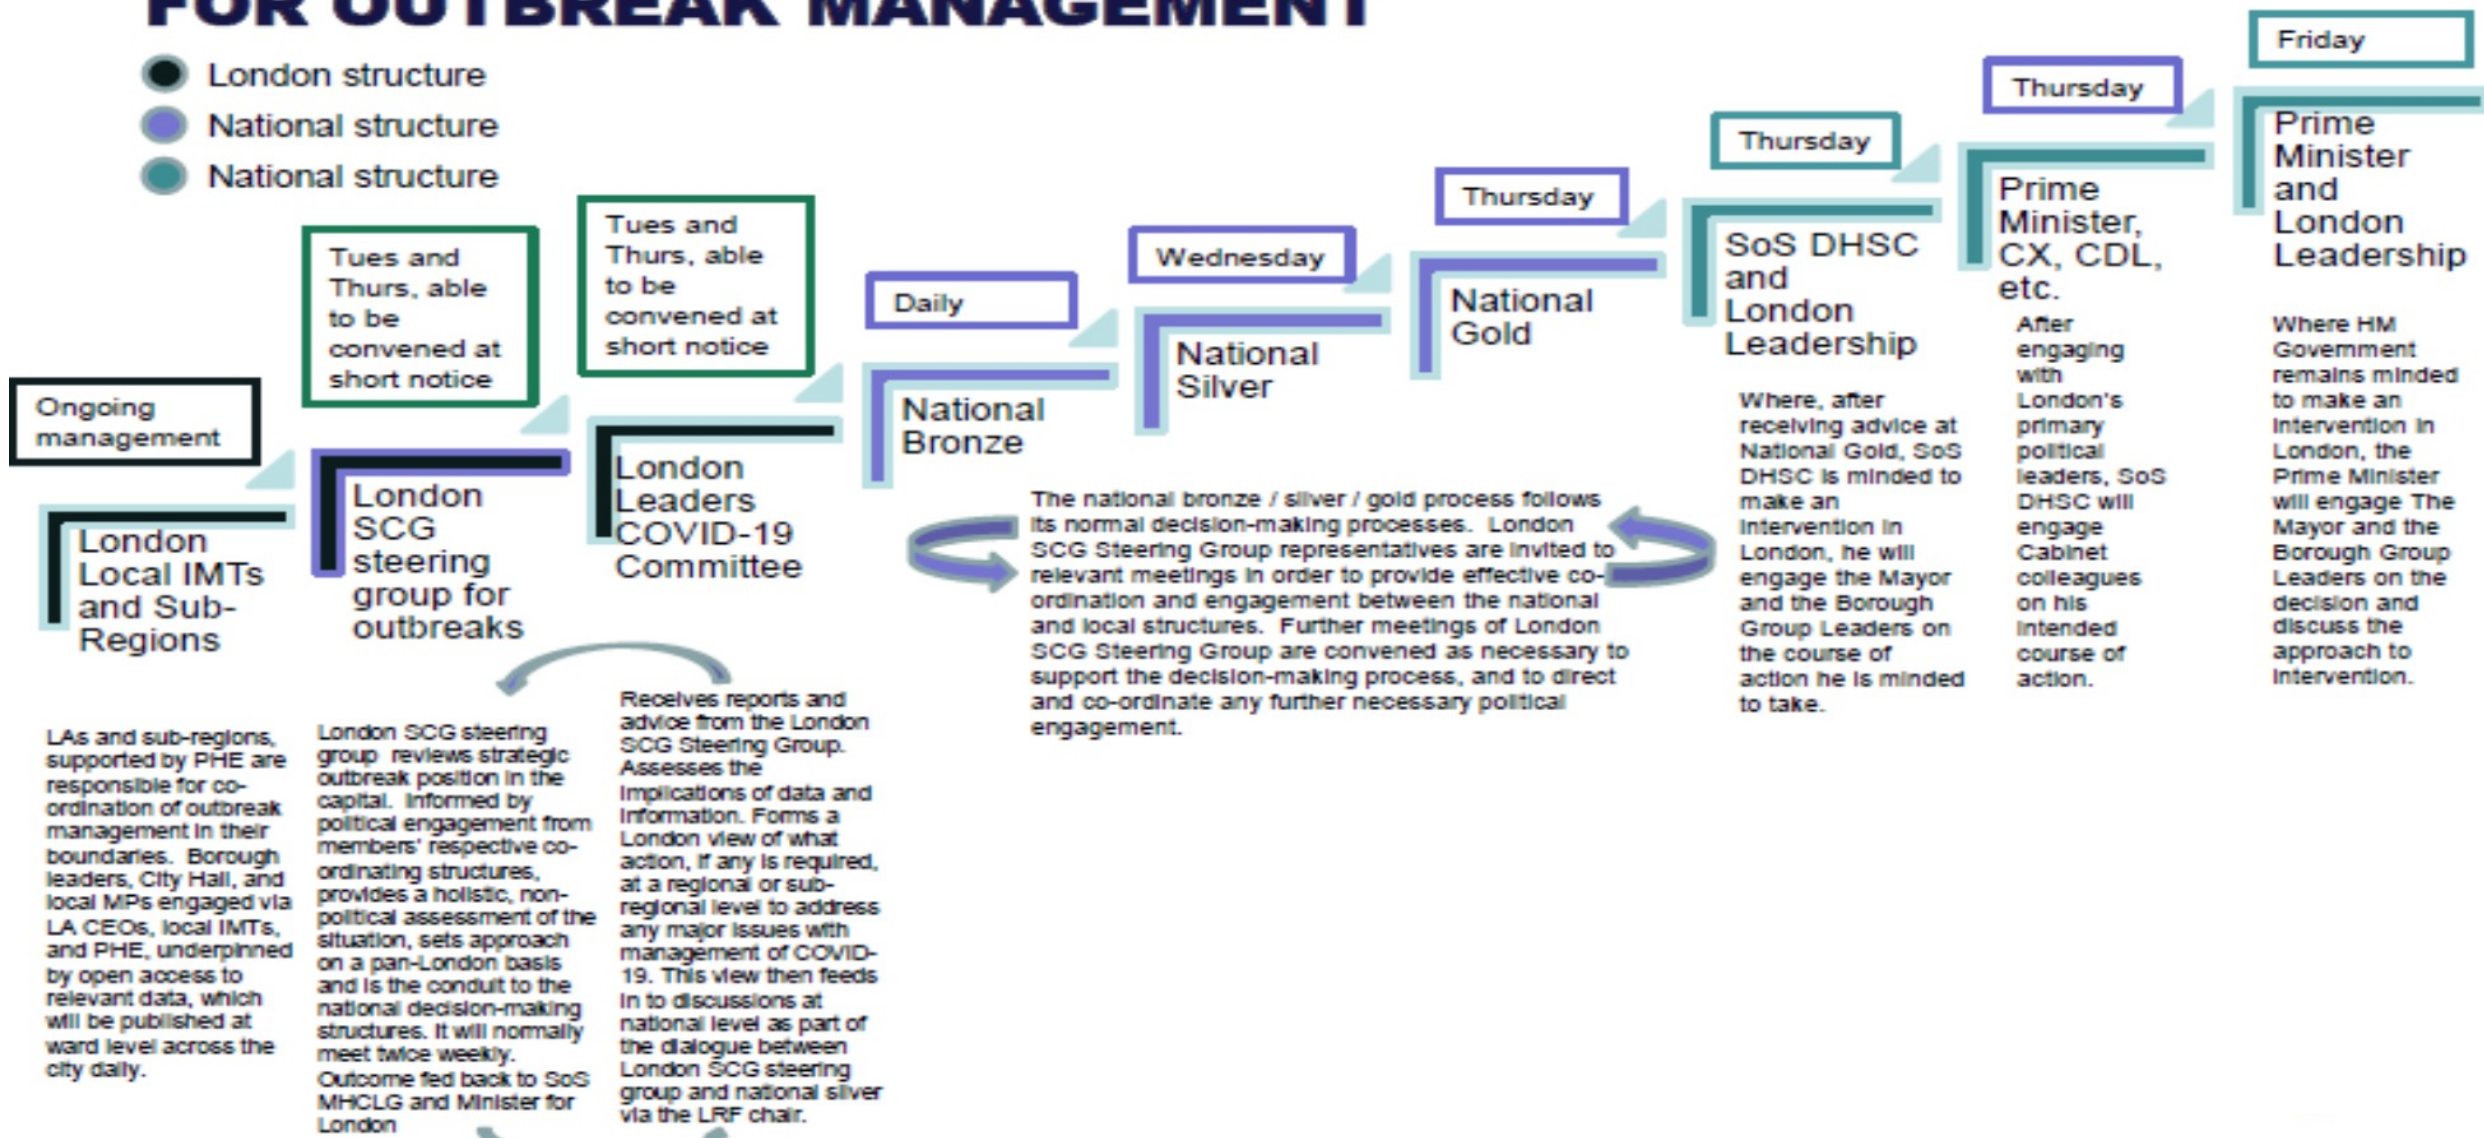 FOR OUTBREAK MANAGEMENT
London structure
National structure
National structure
Ongoing
management
London
Local IMTs
and Sub-
Regions
LAs and sub-regions,
supported by PHE are
responsible for co-
ordination of outbreak
management in their
boundaries. Borough
leaders, City Hall, and
local MPs engaged via
LA CEOs, local IMTs,
and PHE, underpinned
by open access to
relevant data, which
will be published at
ward level across the
city daily.
Tues and
Thurs, able
to be
convened at
short notice
London
SCG
steering
group for
outbreaks
London SCG steering
group reviews strategic
outbreak position in the
capital. Informed by
political engagement from
members' respective co-
ordinating structures,
provides a holistic, non-
political assessment of the
situation, sets approach
on a pan-London basis
and is the conduit to the
national decision-making
structures. It will normally
meet twice weekly.
Outcome fed back to SoS
MHCLG and Minister for
London
Tues and
Thurs, able
to be
convened at
short notice
London
Leaders
COVID-19
Committee
Receives reports and
advice from the London
SCG Steering Group.
Assesses the
implications of data and
information. Forms a
London view of what
action, if any is required,
at a regional or sub-
regional level to address
any major issues with
management of COVID-
19. This view then feeds
in to discussions at
national level as part of
the dialogue between
London SCG steering
group and national silver
via the LRF chair.
Daily
National
Bronze
Wednesday
National
Silver
Thursday
National
Gold
The national bronze / silver / gold process follows
its normal decision-making processes. London
SCG Steering Group representatives are invited to
relevant meetings in order to provide effective co-
ordination and engagement between the national
and local structures. Further meetings of London
SCG Steering Group are convened as necessary to
support the decision-making process, and to direct
and co-ordinate any further necessary political
engagement.
Thursday
SoS DHSC
and
London
Leadership
Where, after
receiving advice at
National Gold, SoS
DHSC is minded to
make an
intervention in
London, he will
engage the Mayor
and the Borough
Group Leaders on
the course of
action he is minded
to take.
Thursday
Prime
Minister,
CX, CDL,
etc.
After
engaging
with
London's
primary
political
leaders, SoS
DHSC will
engage
Cabinet
colleagues
on his
intended
course of
action.
Friday
Prime
Minister
and
London
Leadership
Where HM
Government
remains minded
to make an
intervention in
London, the
Prime Minister
will engage The
Mayor and the
Borough Group
Leaders on the
decision and
discuss the
approach to
intervention.